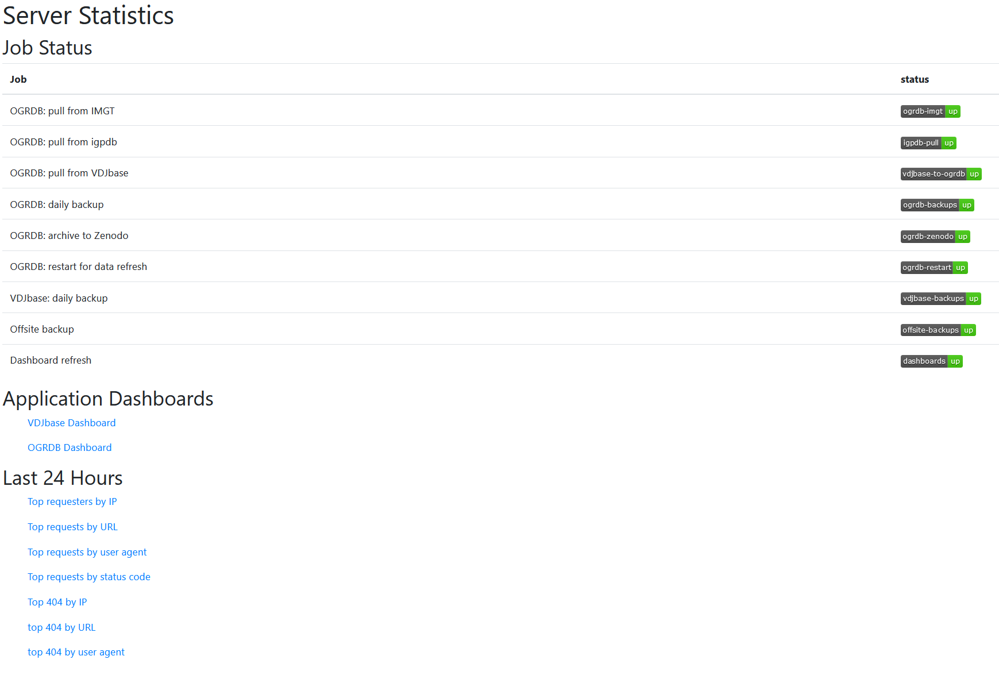 Server Statistics
Job Status
Job status
OGRDB: pull from IMGT ogrdb-imgt up
OGRDB: pull from igpdb igpdb-pull up
OGRDB: pull from VDJbase vdjbase-to-ogrdb up
OGRDB: daily backup ogrdb-backups up
OGRDB: archive to Zenodo ogrdb-zenodo up
OGRDB: restart for data refresh ogrdb-restart up
VDJbase: daily backup vdjbase-backups up
Offsite backup offsite-backups up
Dashboard refresh dashboards up
Application Dashboards
VDJbase Dashboard
OGRDB Dashboard
Last 24 Hours
Top requesters by IP
Top requests by URL
Top requests by user agent
Top requests by status code
Top 404 by IP
top 404 by URL
top 404 by user agent